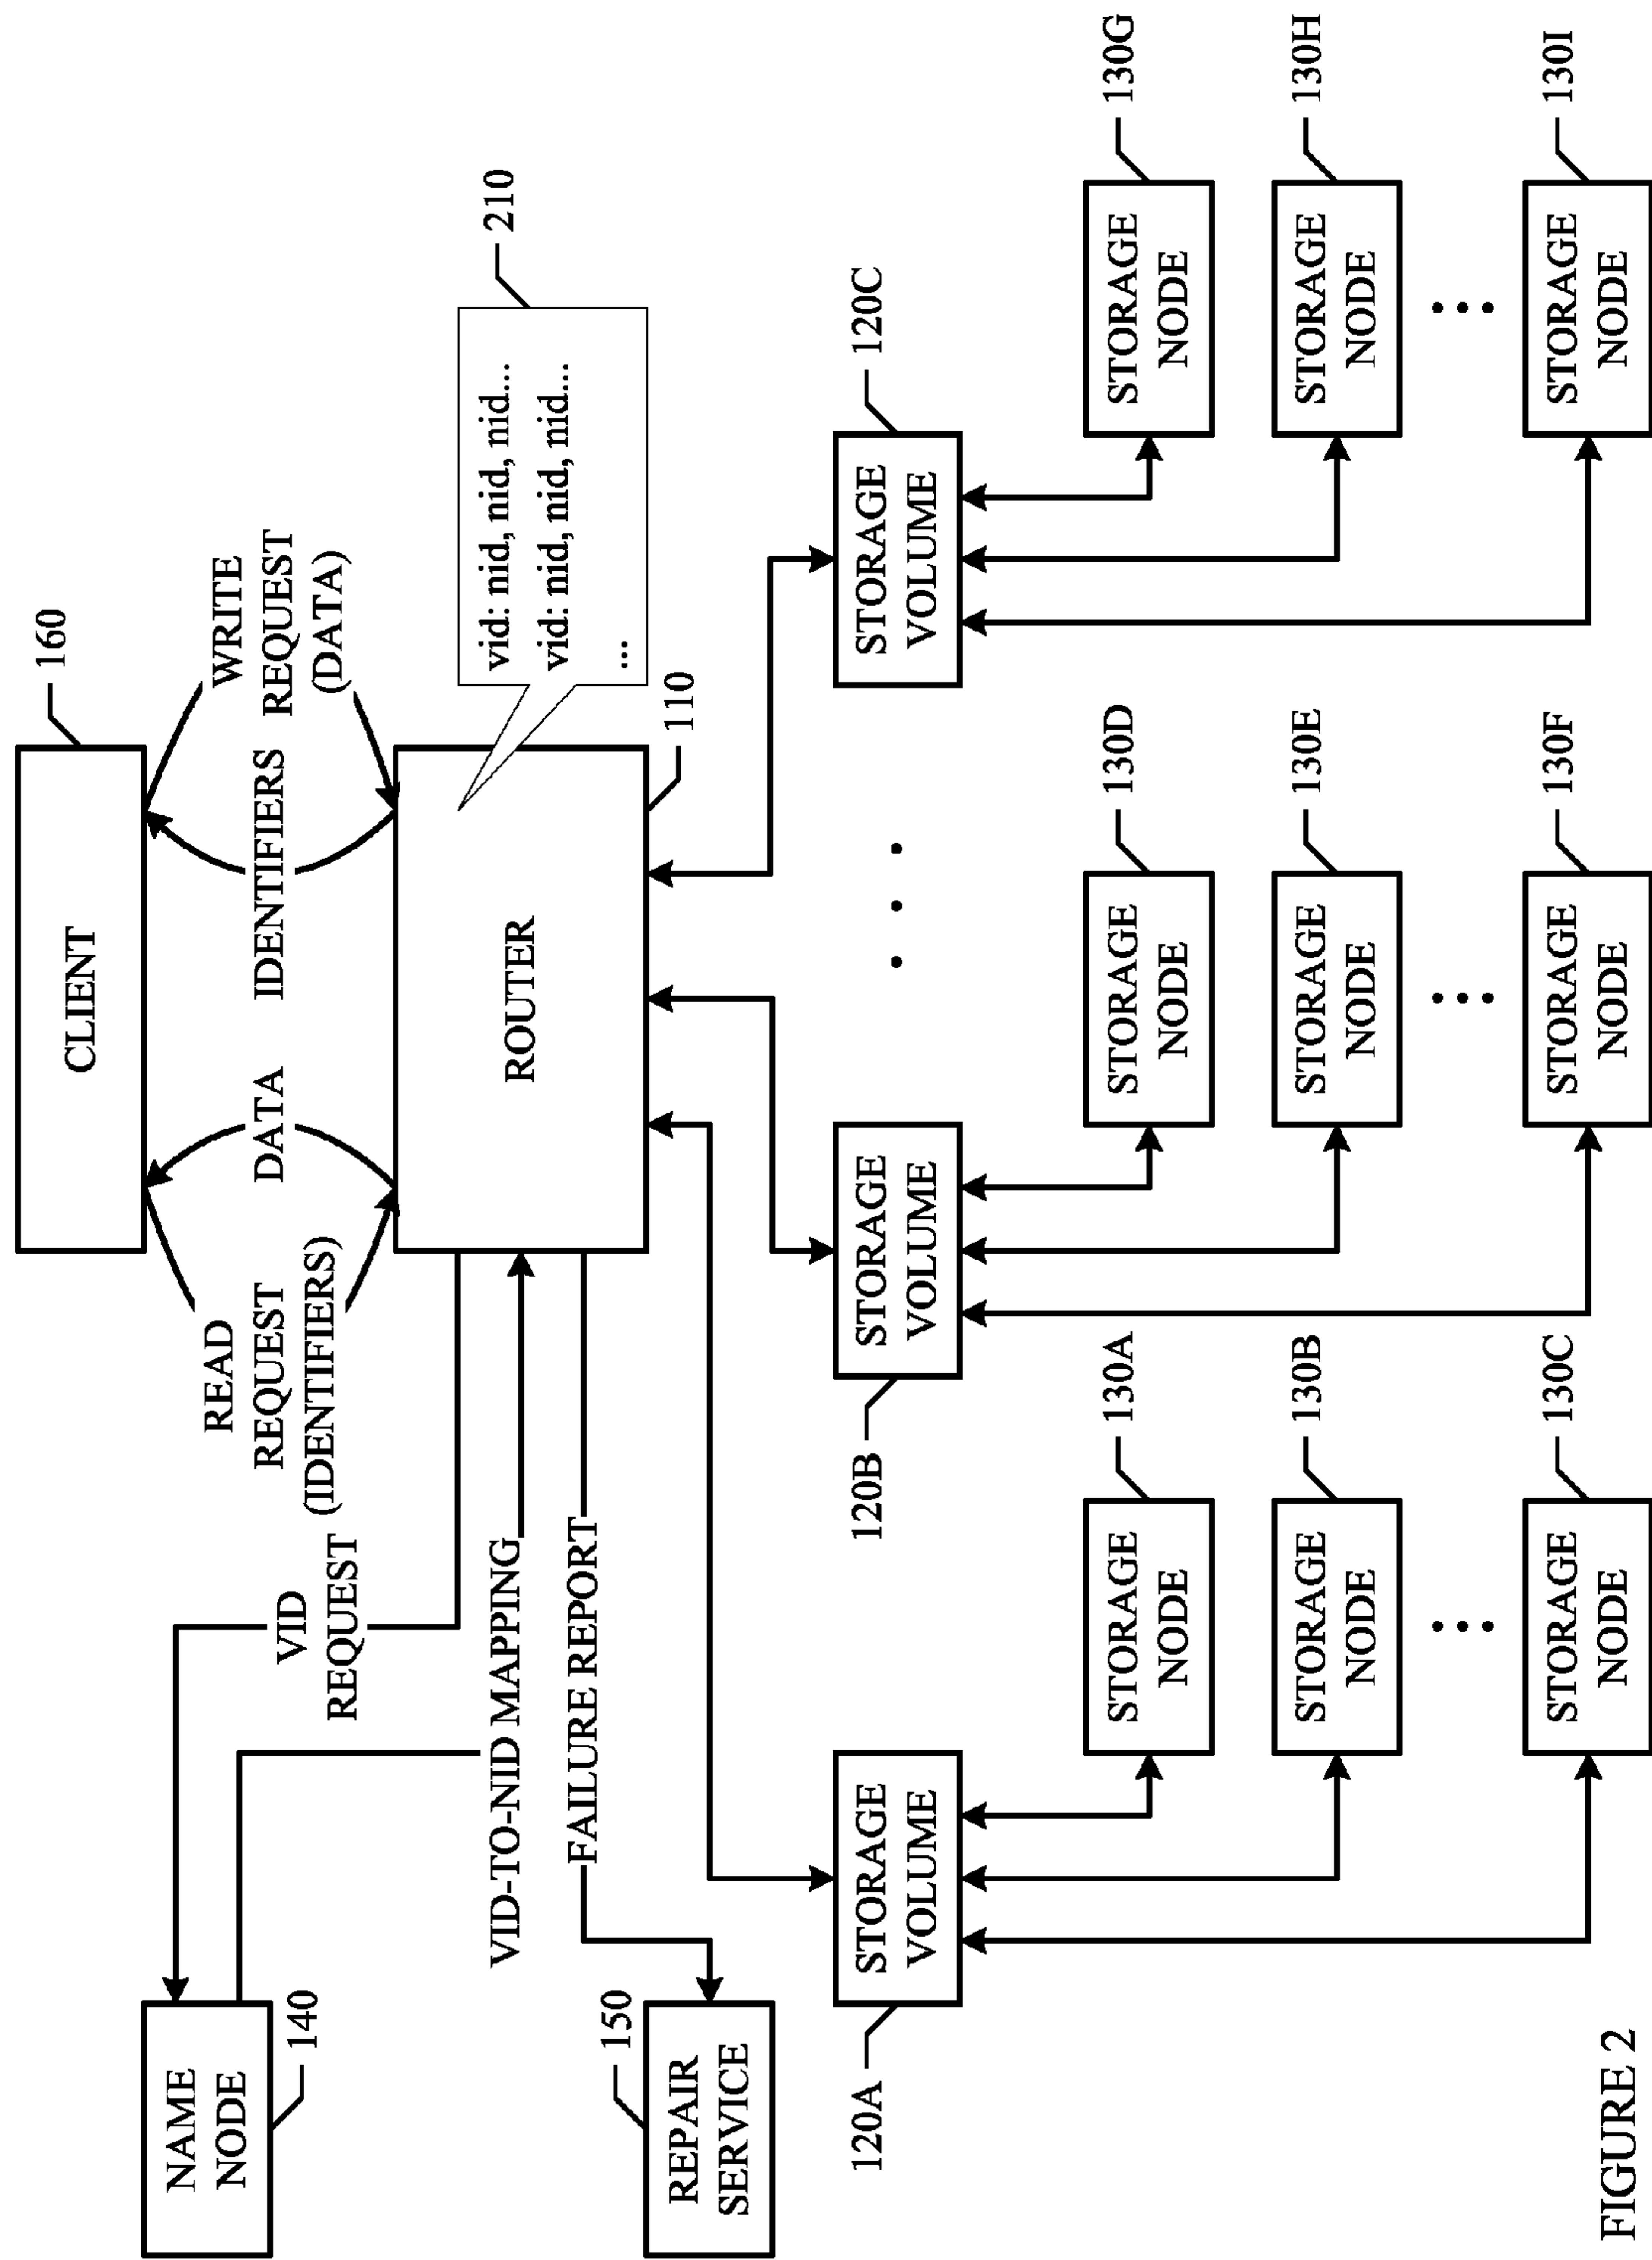 CLIENT
160
READ
REQUEST
(IDENTIFIERS)
DATA
IDENTIFIERS
WRITE
REQUEST
(DATA)
NAME
NODE
140
VID
REQUEST
VID-TO-NID MAPPING
FAILURE REPORT
ROUTER
110
210
vid: nid, nid, nid...
vid: nid, nid, nid...
...
150
REPAIR
SERVICE
120A
STORAGE
VOLUME
120B
STORAGE
VOLUME
. . .
120C
STORAGE
VOLUME
STORAGE
NODE
130A
STORAGE
NODE
130D
STORAGE
NODE
130G
STORAGE
NODE
130B
STORAGE
NODE
130E
STORAGE
NODE
130H
...
...
...
STORAGE
NODE
130C
STORAGE
NODE
130F
STORAGE
NODE
130I
FIGURE 2